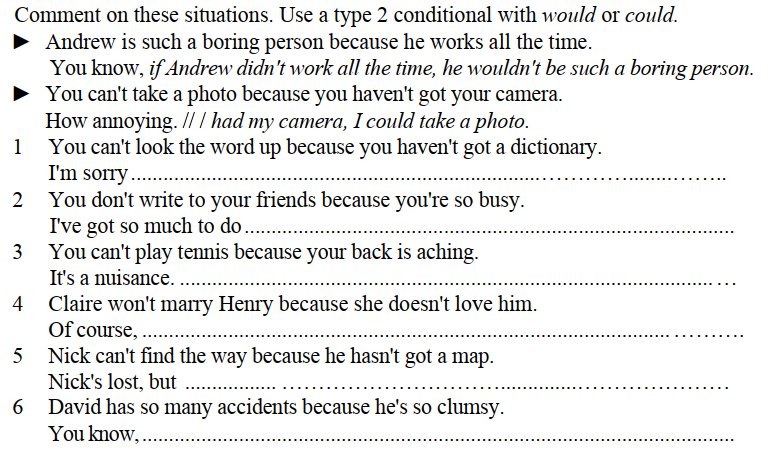 Comment on these situations. Use a type 2 conditional with would or could.
► Andrew is such a boring person because he works all the time.
You know, if Andrew didn't work all the time, he wouldn't be such a boring person.
► You can't take a photo because you haven't got your camera.
How annoying. // / had my camera, I could take a photo.
1 You can't look the word up because you haven't got a dictionary.
I'm sorry..........................................................................................................
2 You don't write to your friends because you're so busy.
I've got so much to do...........................................................................................
3 You can't play tennis because your back is aching.
It's a nuisance. .......................................................................................................
4 Claire won't marry Henry because she doesn't love him.
Of course, ..............................................................................................................
5 Nick can't find the way because he hasn't got a map.
Nick's lost, but .......................................................................................................
6 David has so many accidents because he's so clumsy.
You know,..............................................................................................................